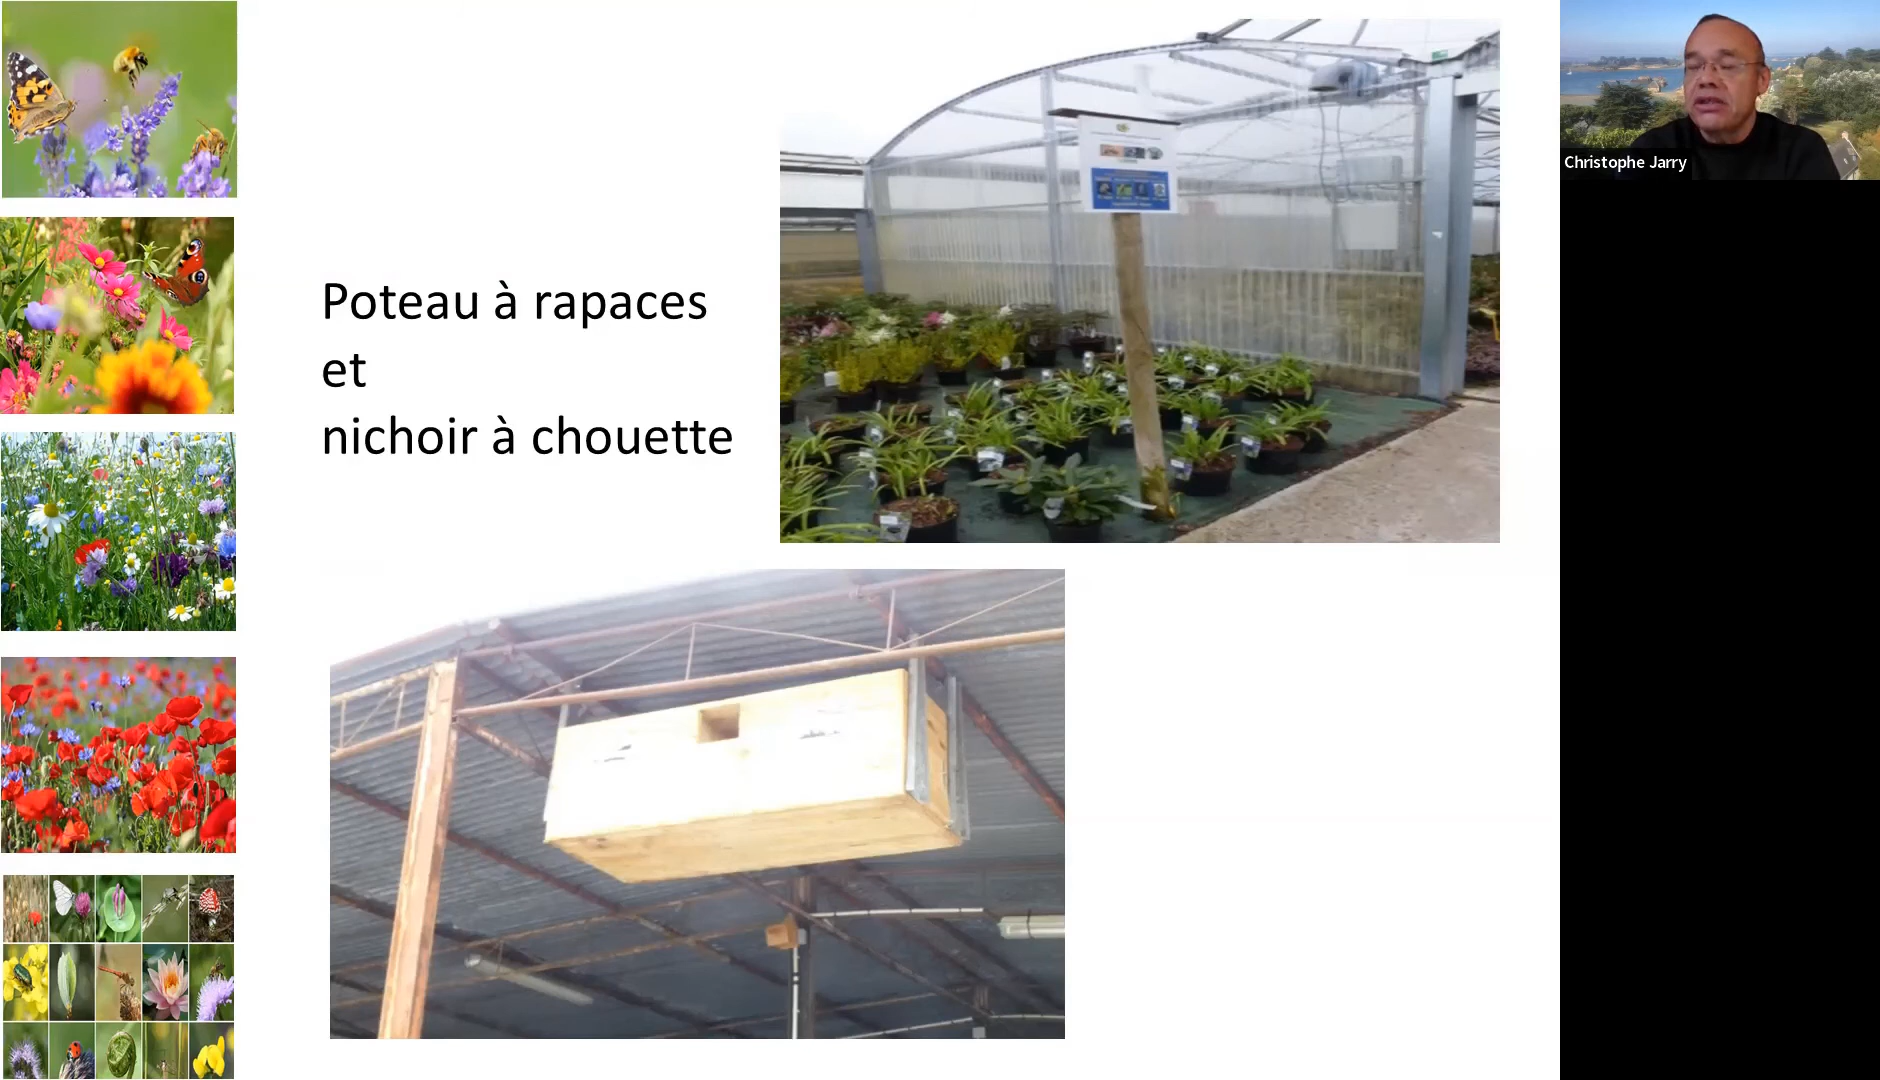 Poteau à rapaces
et
nichoir à chouette
Christophe Jarry